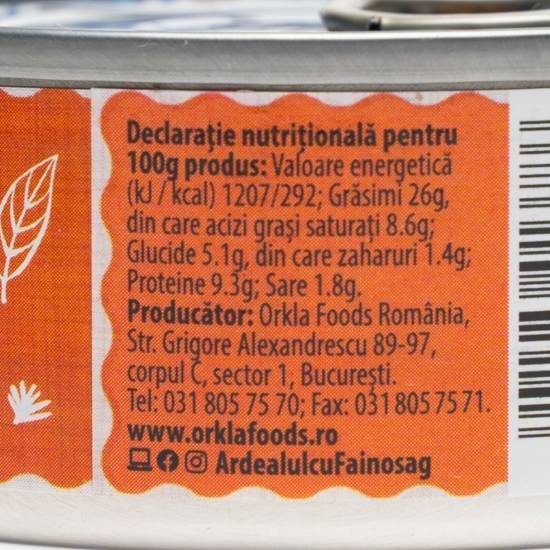 Declarație nutrițională pentru
100g produs: Valoare energetică
(kJ / kcal) 1207/292; Grăsimi 26g,
din care acizi grași saturați 8.6g;
Glucide 5.1g, din care zaharuri 1.4g;
Proteine 9.3g; Sare 1.8g.
Producător: Orkla Foods România,
Str. Grigore Alexandrescu 89-97,
corpul C, sector 1, București.
Tel: 031 805 75 70; Fax: 031 805 75 71.
www.orklafoods.ro
ArdealulcuFainosag